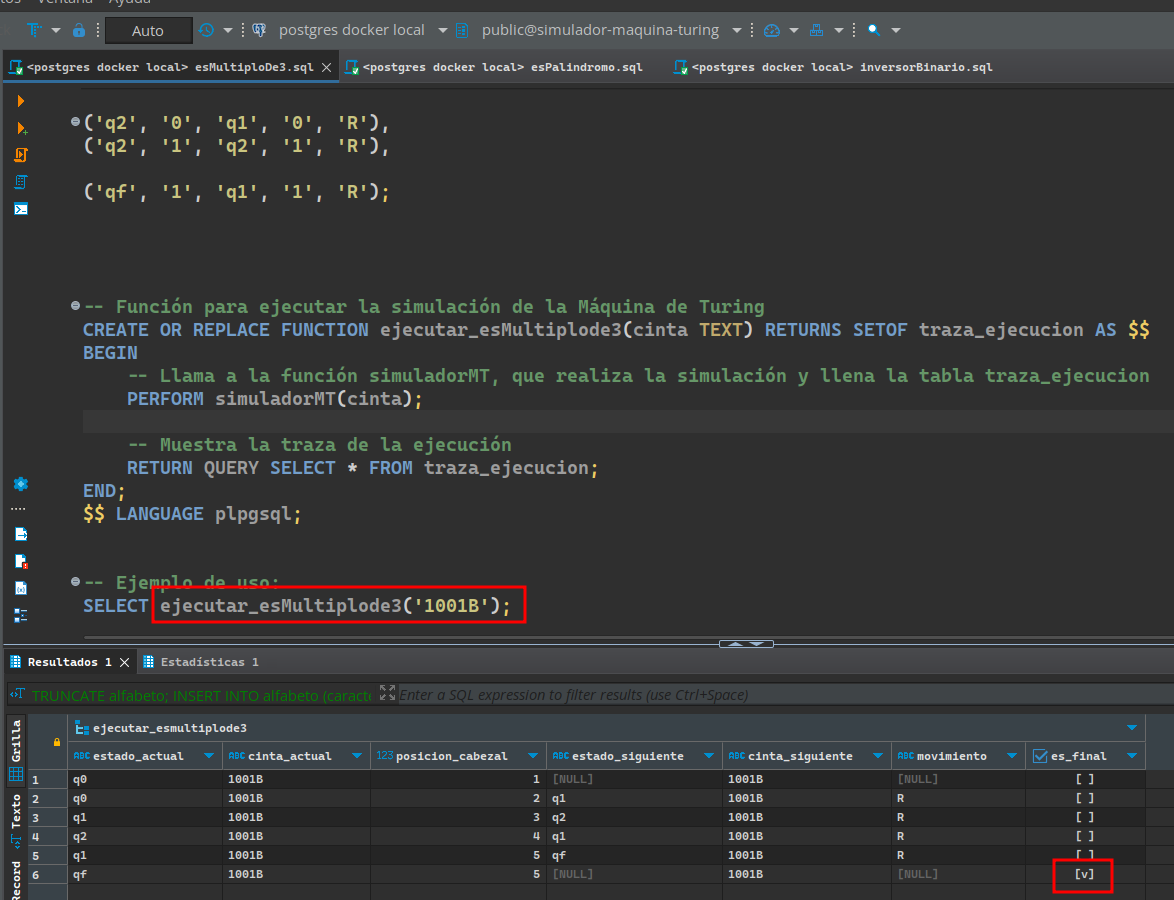 tos Ventana Ayuda
Auto postgres docker local public@simulador-maquina-turing
<postgres docker local> esMultiploDe3.sql <postgres docker local> esPalindromo.sql <postgres docker local> inversorBinario.sql
('q2', '0', 'q1', '0', 'R'),
('q2', '1', 'q2', '1', 'R'),
('qf', '1', 'q1', '1', 'R');
-- Función para ejecutar la simulación de la Máquina de Turing
CREATE OR REPLACE FUNCTION ejecutar_esMultiplode3(cinta TEXT) RETURNS SETOF traza_ejecucion AS $$
BEGIN
-- Llama a la función simuladorMT, que realiza la simulación y llena la tabla traza_ejecucion
PERFORM simuladorMT(cinta);
-- Muestra la traza de la ejecución
RETURN QUERY SELECT * FROM traza_ejecucion;
END;
$$ LANGUAGE plpgsql;
-- Ejemplo de uso:
SELECT ejecutar_esMultiplode3('1001B');
Resultados 1 Estadísticas 1
TRUNCATE alfabeto; INSERT INTO alfabeto (caracte Enter a SQL expression to filter results (use Ctrl+Space)
Grilla
Texto
Record
ejecutar_esmultiplode3
ABC estado_actual ABC cinta_actual 123 posicion_cabezal ABC estado_siguiente ABC cinta_siguiente ABC movimiento es_final
1 q0 1001B 1 [NULL] 1001B [NULL] [ ]
2 q0 1001B 2 q1 1001B R [ ]
3 q1 1001B 3 q2 1001B R [ ]
4 q2 1001B 4 q1 1001B R [ ]
5 q1 1001B 5 qf 1001B R [ ]
6 qf 1001B 5 [NULL] 1001B [NULL] [v]